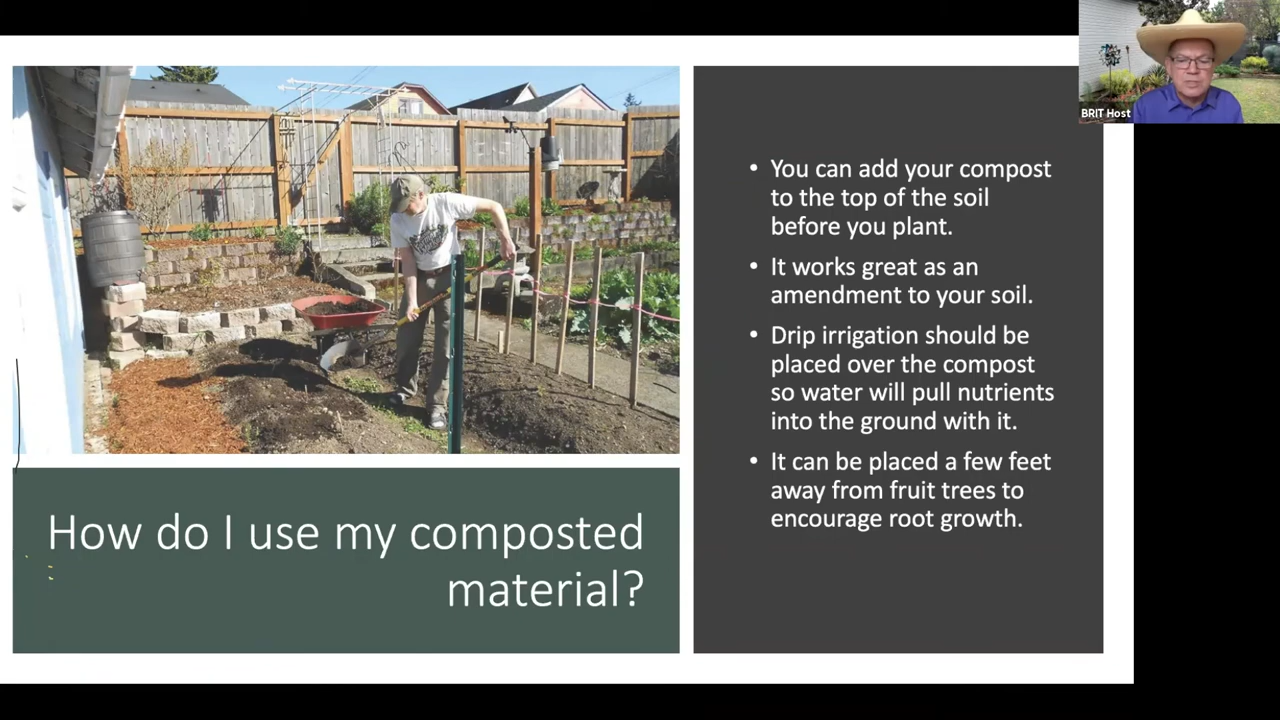 BRIT Host
• You can add your compost
to the top of the soil
before you plant.
• It works great as an
amendment to your soil.
• Drip irrigation should be
placed over the compost
so water will pull nutrients
into the ground with it.
• It can be placed a few feet
away from fruit trees to
encourage root growth.
How do I use my composted
material?